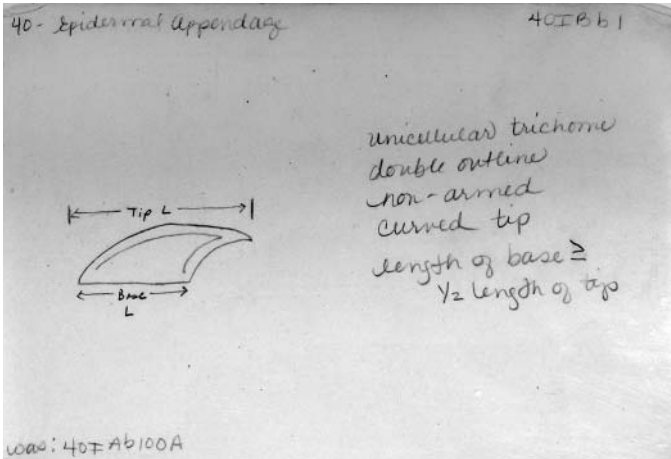 40- Epidermal Appendage
40IBb1
unicellular trichome
double outline
non-armed
curved tip
length of base ≥
1/2 length of tip
Tip L
Base
L
was: 40IAb100A